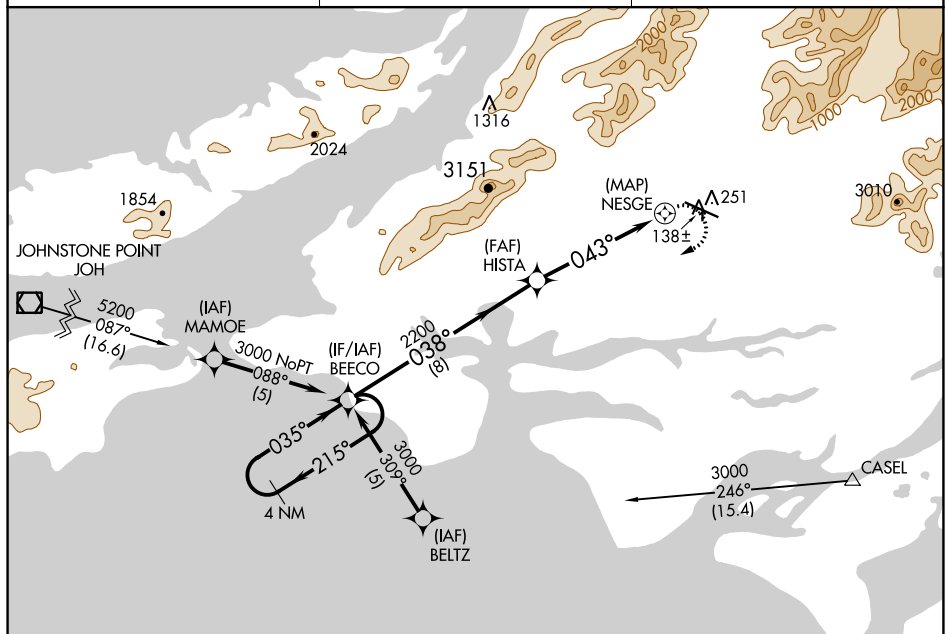 2000
1316
2024
3151
1000
2000
1854
(MAP)
NESGE
251
138±
3010
JOHNSTONE POINT
JOH
(FAF)
HISTA
043°
5200
087°
(16.6)
(IAF)
MAMOE
3000 NoPT
088°
(5)
(IF/IAF)
BEECO
2200
038°
(8)
035°
215°
4 NM
3000
309°
(5)
(IAF)
BELTZ
3000
246°
(15.4)
CASEL